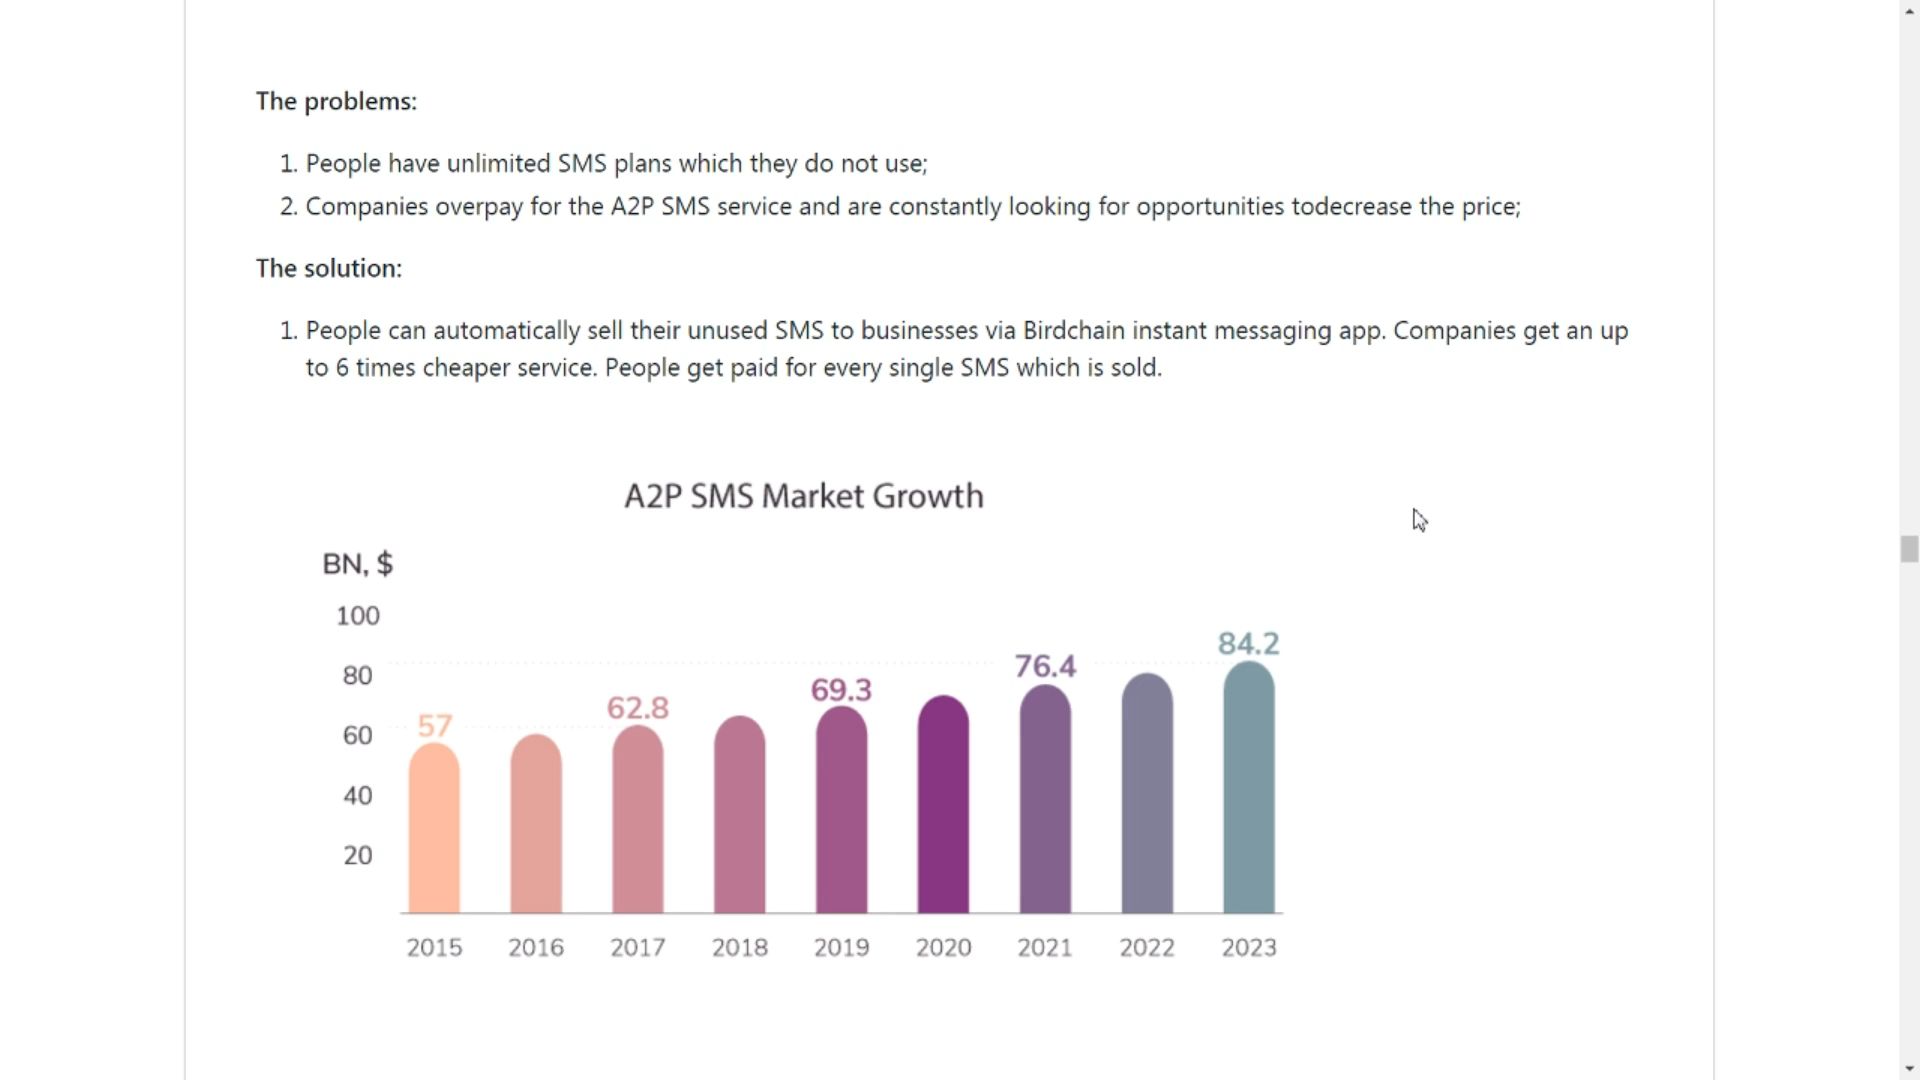 The problems:
1. People have unlimited SMS plans which they do not use;
2. Companies overpay for the A2P SMS service and are constantly looking for opportunities todecrease the price;
The solution:
1. People can automatically sell their unused SMS to businesses via Birdchain instant messaging app. Companies get an up
to 6 times cheaper service. People get paid for every single SMS which is sold.
A2P SMS Market Growth
BN, $
100
80
60
40
20
57
62.8
69.3
76.4
84.2
2015 2016 2017 2018 2019 2020 2021 2022 2023